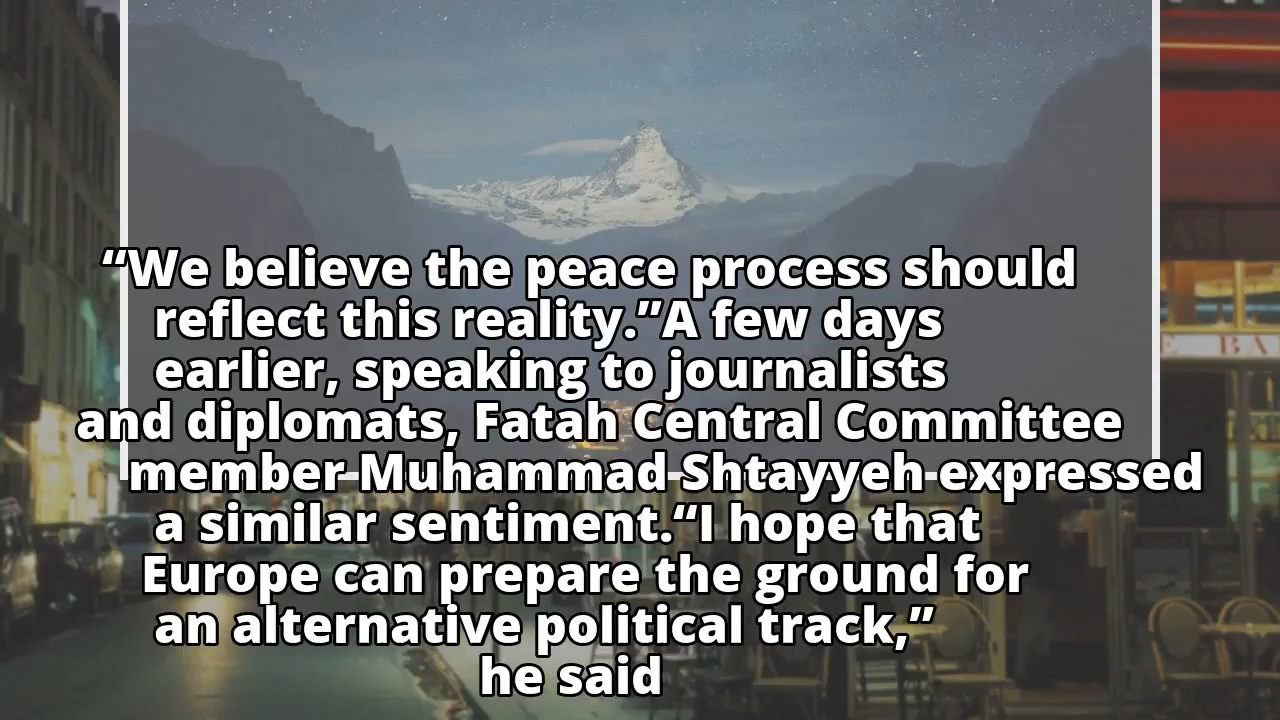 “We believe the peace process should
reflect this reality.”A few days
earlier, speaking to journalists
and diplomats, Fatah Central Committee
member Muhammad Shtayyeh expressed
a similar sentiment.“I hope that
Europe can prepare the ground for
an alternative political track,”
he said